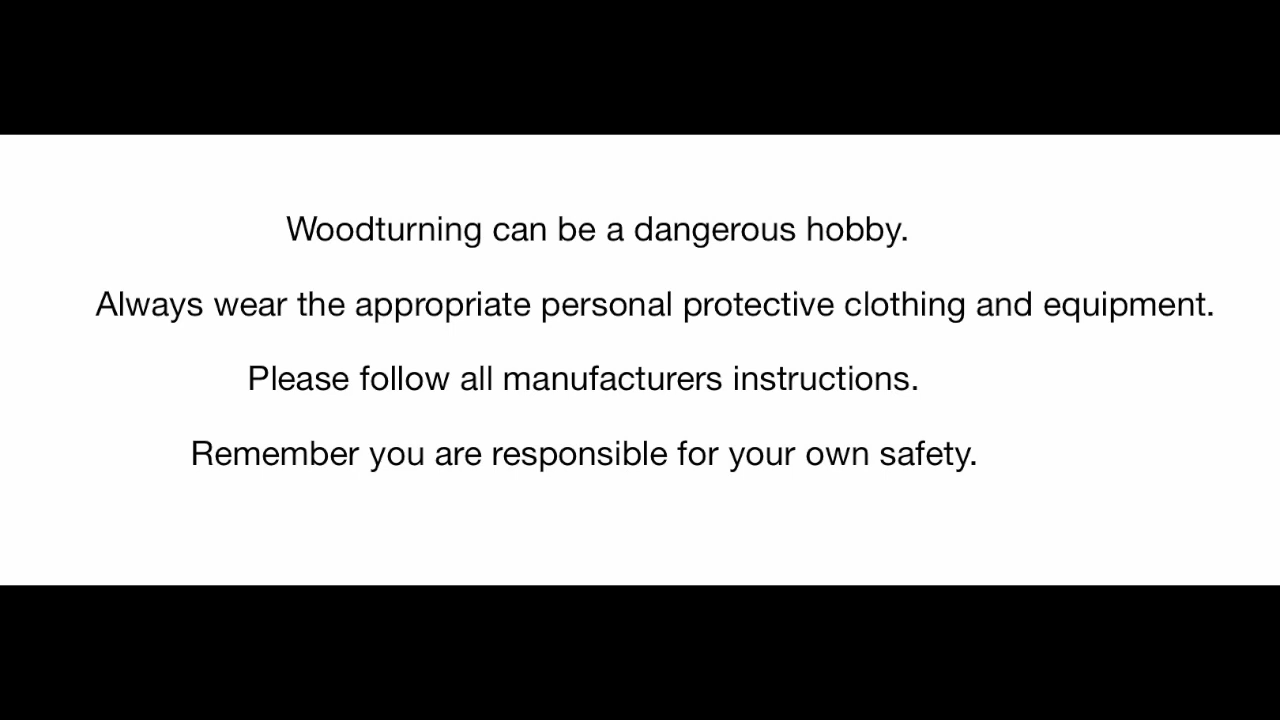 Woodturning can be a dangerous hobby.
Always wear the appropriate personal protective clothing and equipment.
Please follow all manufacturers instructions.
Remember you are responsible for your own safety.